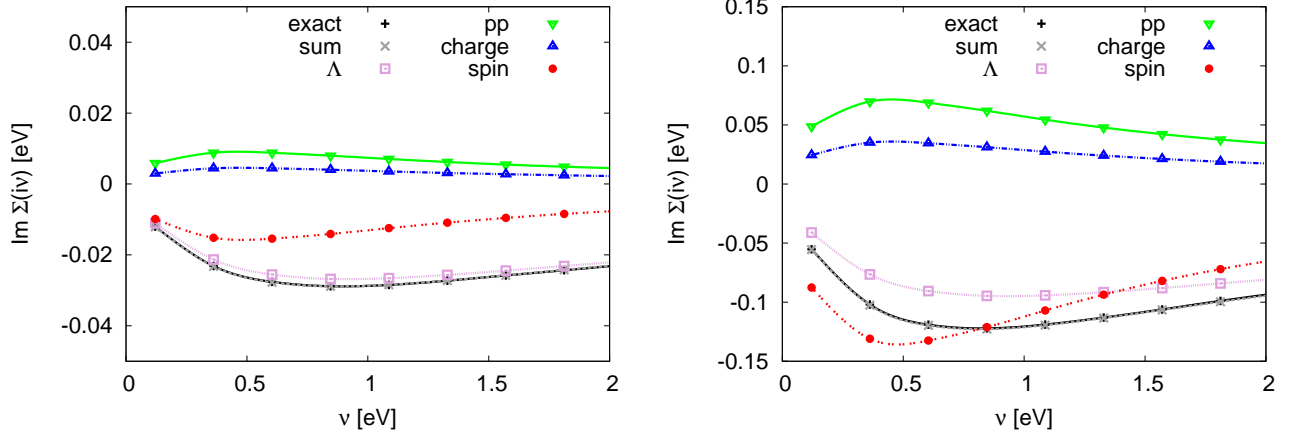 0.04
0.02
0
-0.02
-0.04
0 0.5 1 1.5 2
Im Σ(iν) [eV]
ν [eV]
exact pp
sum charge
Λ spin
0.15
0.10
0.05
0
-0.05
-0.1
-0.15
0 0.5 1 1.5 2
Im Σ(iν) [eV]
ν [eV]
exact pp
sum charge
Λ spin